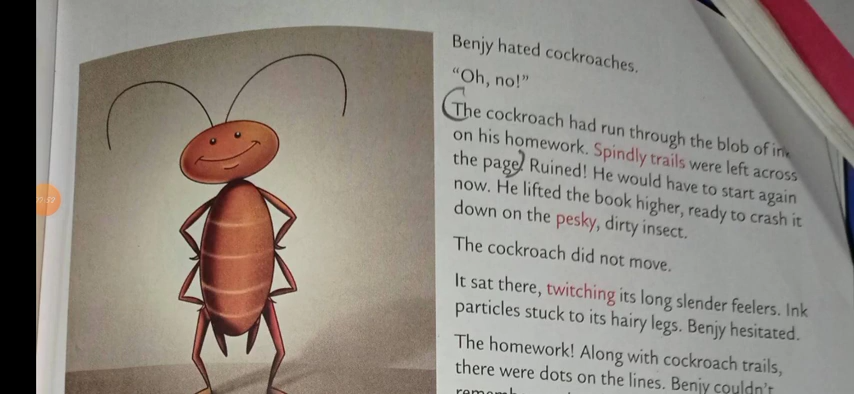 Benjy hated cockroaches.
“Oh, no!”
The cockroach had run through the blob of
on his homework. Spindly trails were left across
the page. Ruined! He would have to start again
now. He lifted the book higher, ready to crash it
down on the pesky, dirty insect.
The cockroach did not move.
It sat there, twitching its long slender feelers. Ink
particles stuck to its hairy legs. Benjy hesitated.
The homework! Along with cockroach trails,
there were dots on the lines. Benjy couldn’t